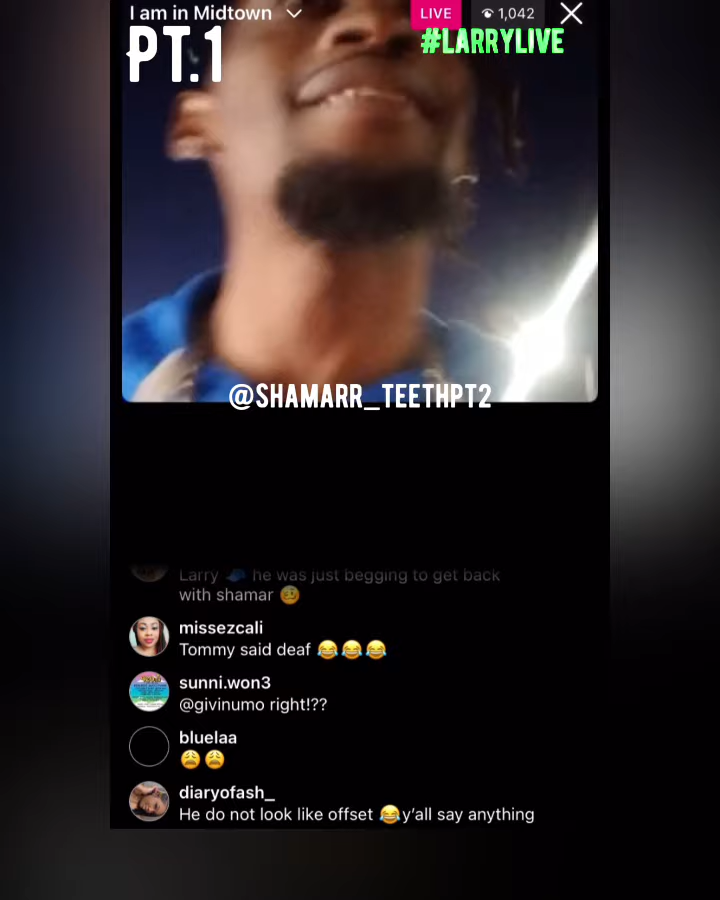 I am in Midtown
LIVE
1,042
PT.1
#LARRYLIVE
@SHAMARR_TEETHPT2
Larry 🧢 he was just begging to get back
with shamar 🤕
missezcali
Tommy said deaf 😂😂😂
sunni.won3
@givinumo right!??
bluelaa
😩😩
diaryofash_
He do not look like offset 😂y'all say anything